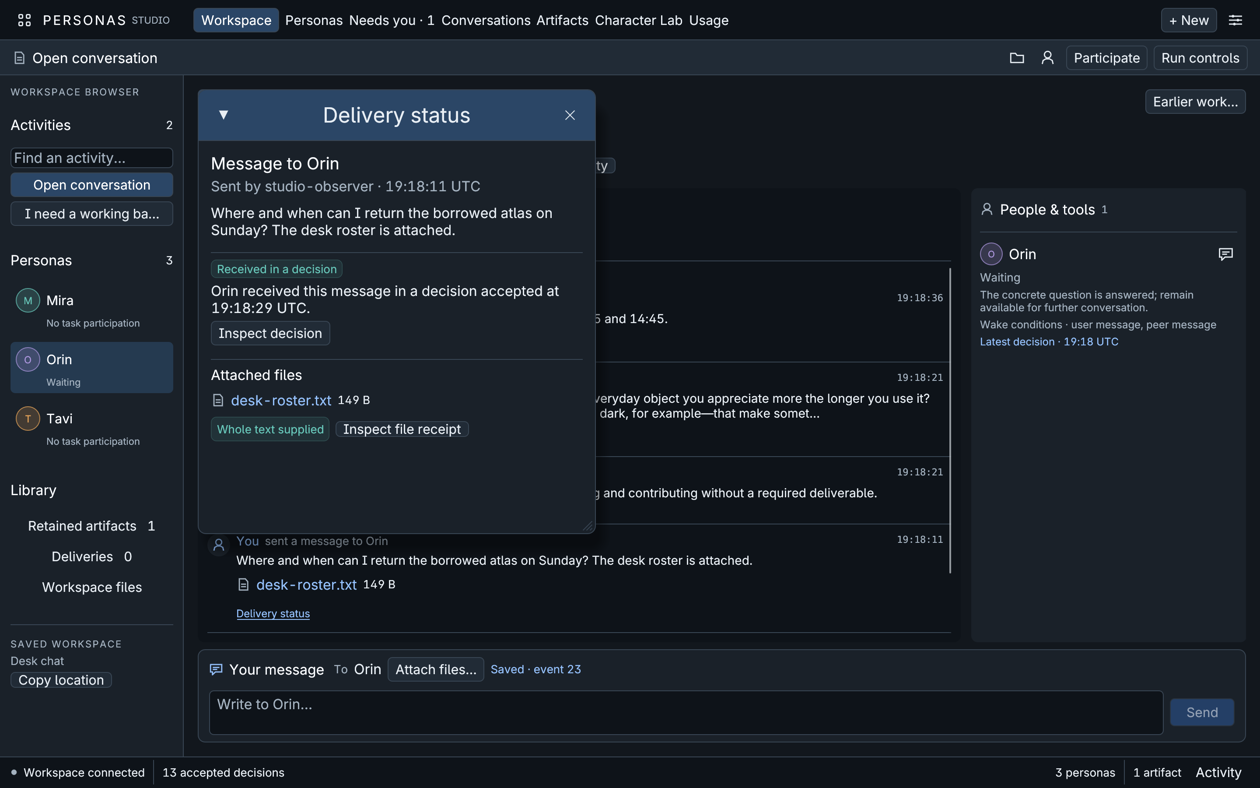 PERSONAS STUDIO
Workspace Personas Needs you · 1 Conversations Artifacts Character Lab Usage
+ New
Open conversation
Participate Run controls
WORKSPACE BROWSER
Activities 2
Find an activity...
Open conversation
I need a working ba...
Personas 3
M Mira
No task participation
O Orin
Waiting
T Tavi
No task participation
Library
Retained artifacts 1
Deliveries 0
Workspace files
SAVED WORKSPACE
Desk chat
Copy location
Earlier work...
Delivery status
Message to Orin
Sent by studio-observer · 19:18:11 UTC
Where and when can I return the borrowed atlas on
Sunday? The desk roster is attached.
Received in a decision
Orin received this message in a decision accepted at
19:18:29 UTC.
Inspect decision
Attached files
desk-roster.txt 149 B
Whole text supplied Inspect file receipt
ty
19:18:36
5 and 14:45.
19:18:21
veryday object you appreciate more the longer you use it?
dark, for example—that make somet...
19:18:21
g and contributing without a required deliverable.
You sent a message to Orin 19:18:11
Where and when can I return the borrowed atlas on Sunday? The desk roster is attached.
desk-roster.txt 149 B
Delivery status
People & tools 1
O Orin
Waiting
The concrete question is answered; remain
available for further conversation.
Wake conditions · user message, peer message
Latest decision · 19:18 UTC
Your message To Orin Attach files... Saved · event 23
Write to Orin...
Send
Workspace connected 13 accepted decisions
3 personas 1 artifact Activity